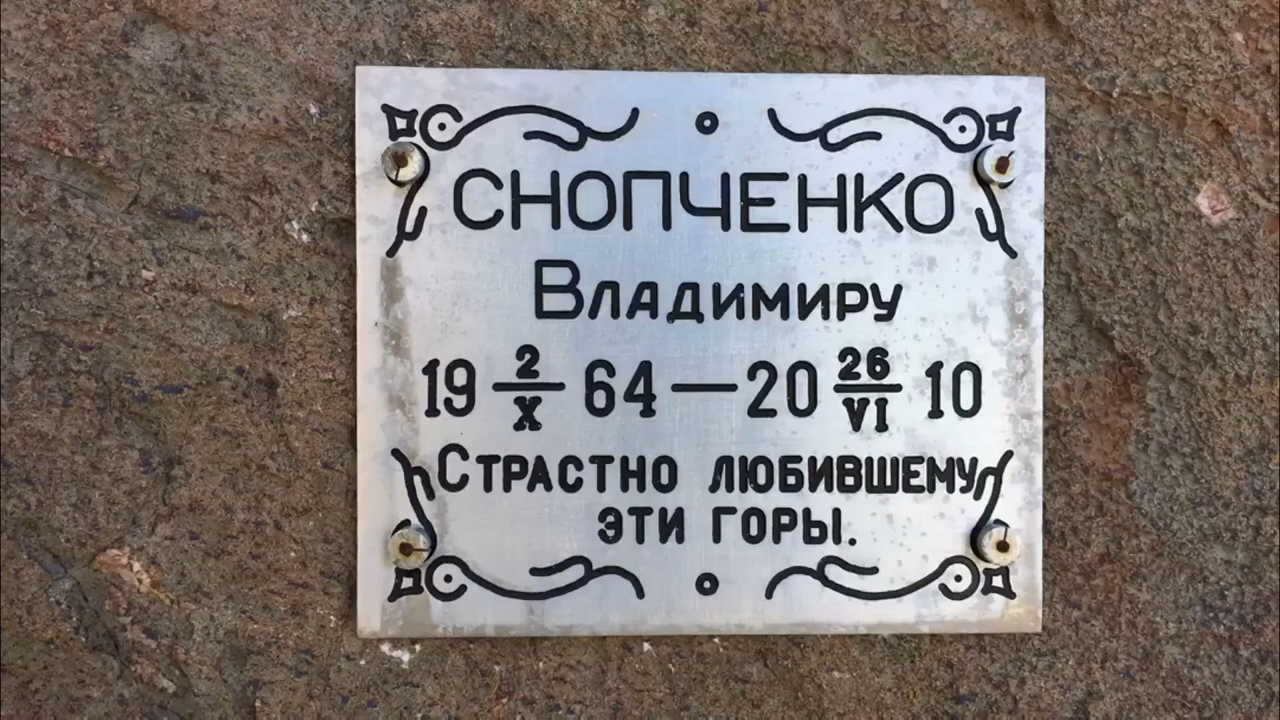 СНОПЧЕНКО
Владимиру
19 2/X 64 — 20 26/VI 10
Страстно любившему
эти горы.